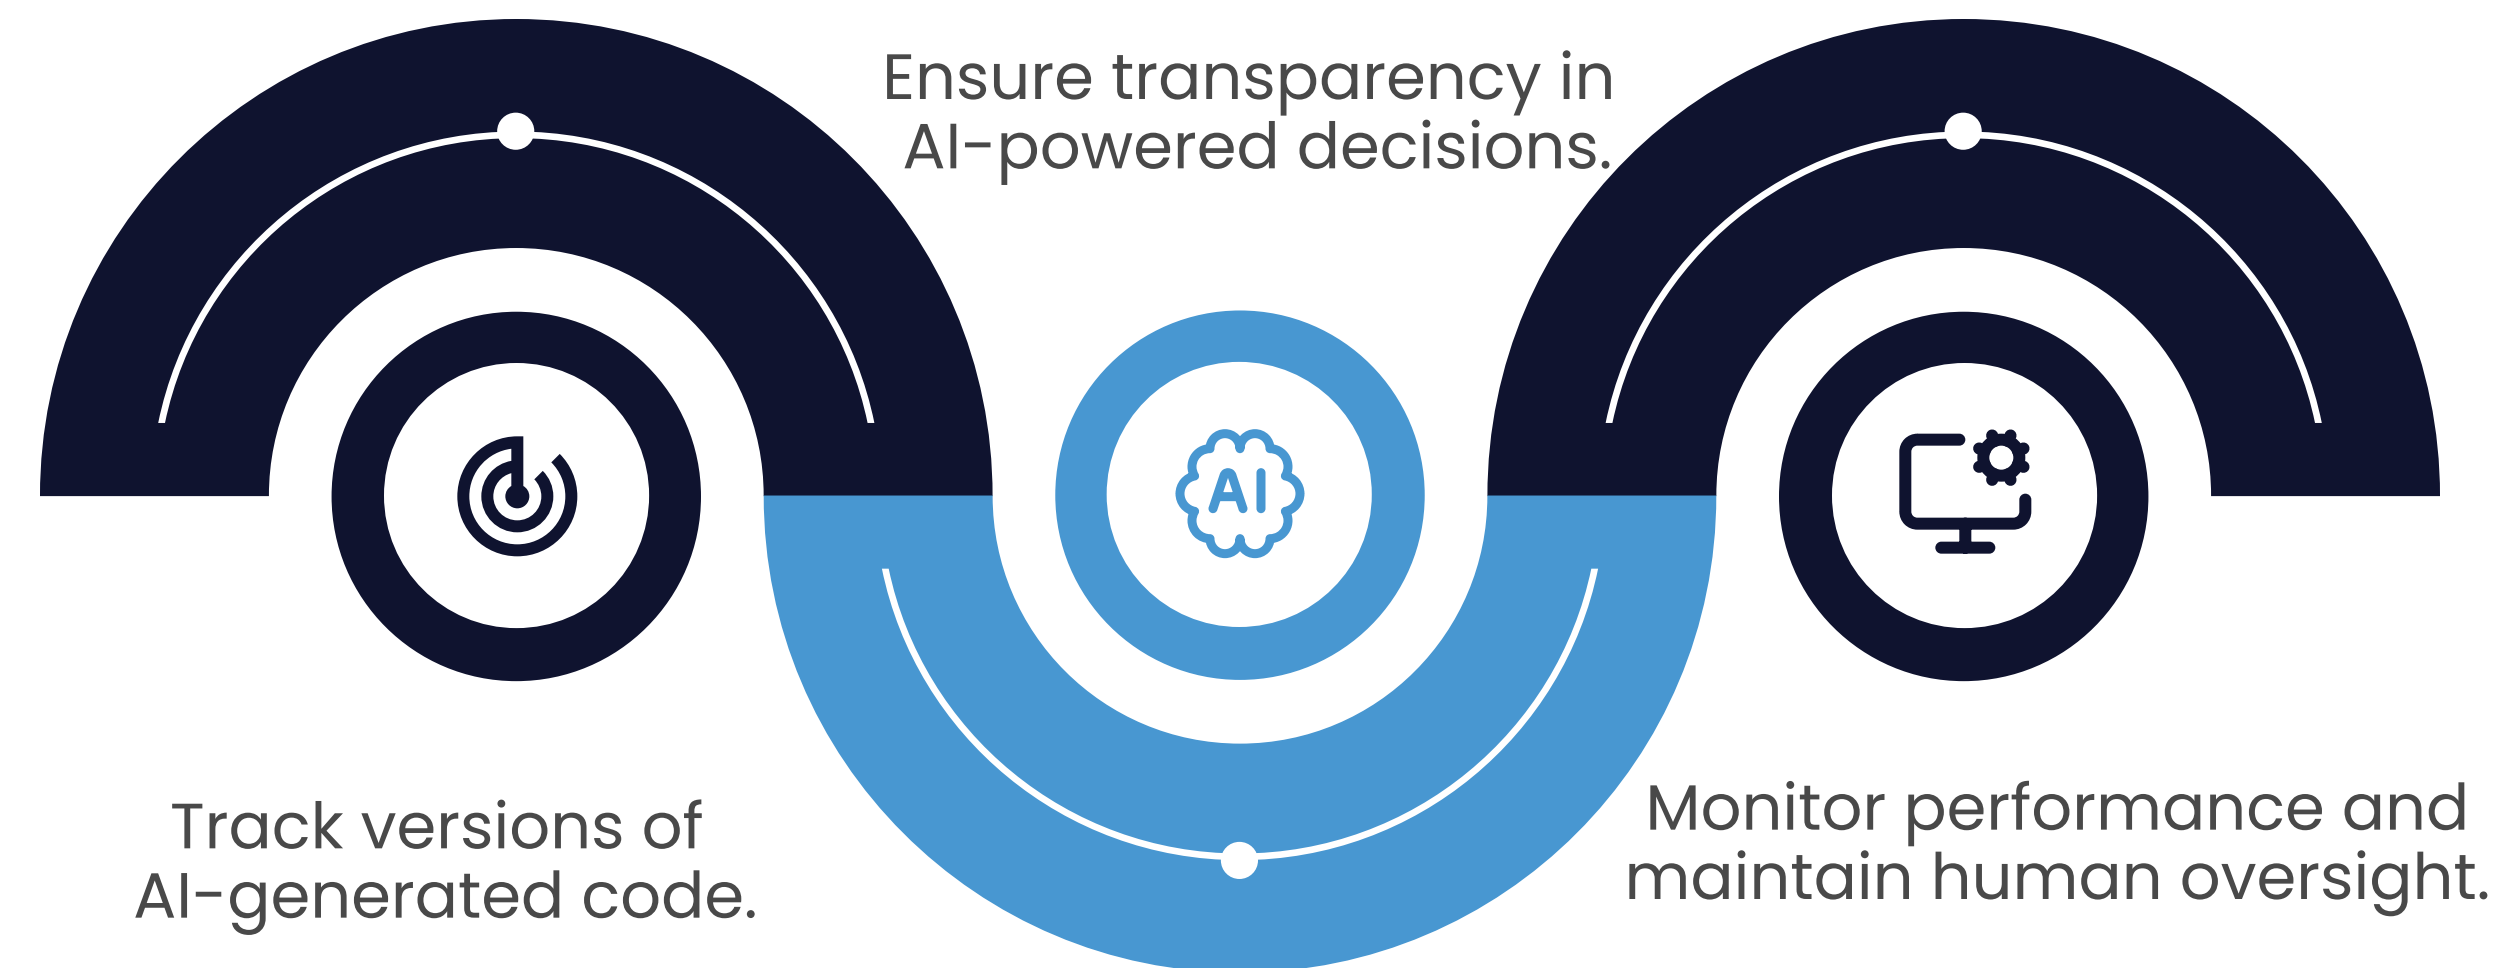 Ensure transparency in
AI-powered decisions.
AI
Track versions of
AI-generated code.
Monitor performance and
maintain human oversight.